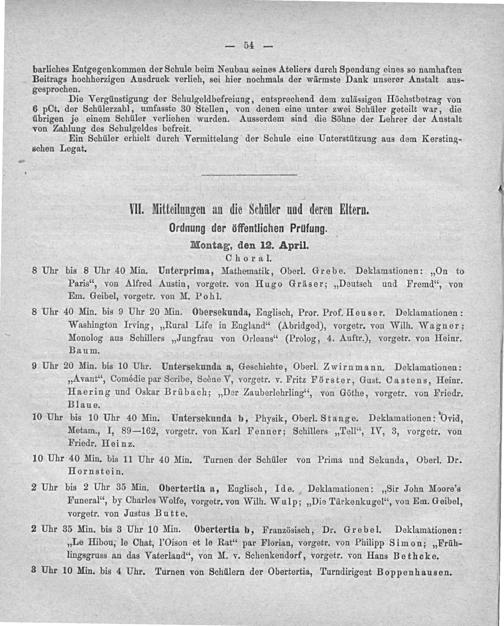 — 54 —
barliches Entgegenkommen der Schule beim Neubau seines Ateliers durch Spendung eines so namhaften
Beitrags hochherzigen Ausdruck verlieh, sei hier nochmals der wärmste Dank unserer Anstalt aus-
gesprochen.
Die Vergünstigung der Schulgeldbefreiung, entsprechend dem zulässigen Höchstbetrag von
6 pCt. der Schülerzahl, umfasste 30 Stellen, von denen eine unter zwei Schüler geteilt war, die
übrigen je einem Schüler verliehen wurden. Ausserdem sind die Söhne der Lehrer der Anstalt
von Zahlung des Schulgeldes befreit.
Ein Schüler erhielt durch Vermittelung der Schule eine Unterstützung aus dem Kersting-
schen Legat.
VII. Mitteilungen an die Schüler und deren Eltern.
Ordnung der öffentlichen Prüfung.
Montag, den 12. April.
Choral.
8 Uhr bis 8 Uhr 40 Min. Unterprima, Mathematik, Oberl. Grebe. Deklamationen: „On to
Paris“, von Alfred Austin, vorgetr. von Hugo Gräser; „Deutsch und Fremd“, von
Em. Geibel, vorgetr. von M. Pohl.
8 Uhr 40 Min. bis 9 Uhr 20 Min. Obersekunda, Englisch, Pror. Prof. Heuser. Deklamationen:
Washington Irving, „Rural Life in England“ (Abridged), vorgetr. von Wilh. Wagner;
Monolog aus Schillers „Jungfrau von Orleans“ (Prolog, 4. Auftr.), vorgetr. von Heinr.
Baum.
9 Uhr 20 Min. bis 10 Uhr. Untersekunda a, Geschichte, Oberl. Zwirnmann. Deklamationen:
„Avant“, Comédie par Scribe, Scène V, vorgetr. v. Fritz Förster, Gust. Castens, Heinr.
Haering und Oskar Brübach; „Der Zauberlehrling“, von Göthe, vorgetr. von Friedr.
Blaue.
10 Uhr bis 10 Uhr 40 Min. Untersekunda b, Physik, Oberl. Stange. Deklamationen: Ovid,
Metam., I, 89—162, vorgetr. von Karl Fenner; Schillers „Tell“, IV, 3, vorgetr. von
Friedr. Heinz.
10 Uhr 40 Min. bis 11 Uhr 40 Min. Turnen der Schüler von Prima und Sekunda, Oberl. Dr.
Hornstein.
2 Uhr bis 2 Uhr 35 Min. Obertertia a, Englisch, Ide. Deklamationen: „Sir John Moore's
Funeral“, by Charles Wolfe, vorgetr. von Wilh. Wulp; „Die Türkenkugel“, von Em. Geibel,
vorgetr. von Justus Butte.
2 Uhr 35 Min. bis 3 Uhr 10 Min. Obertertia b, Französisch, Dr. Grebel. Deklamationen:
„Le Hibou, le Chat, l'Oison et le Rat“ par Florian, vorgetr. von Philipp Simon; „Früh-
lingsgruss an das Vaterland“, von M. v. Schenkendorf, vorgetr. von Hans Bethcke.
3 Uhr 10 Min. bis 4 Uhr. Turnen von Schülern der Obertertia, Turndirigent Boppenhausen.